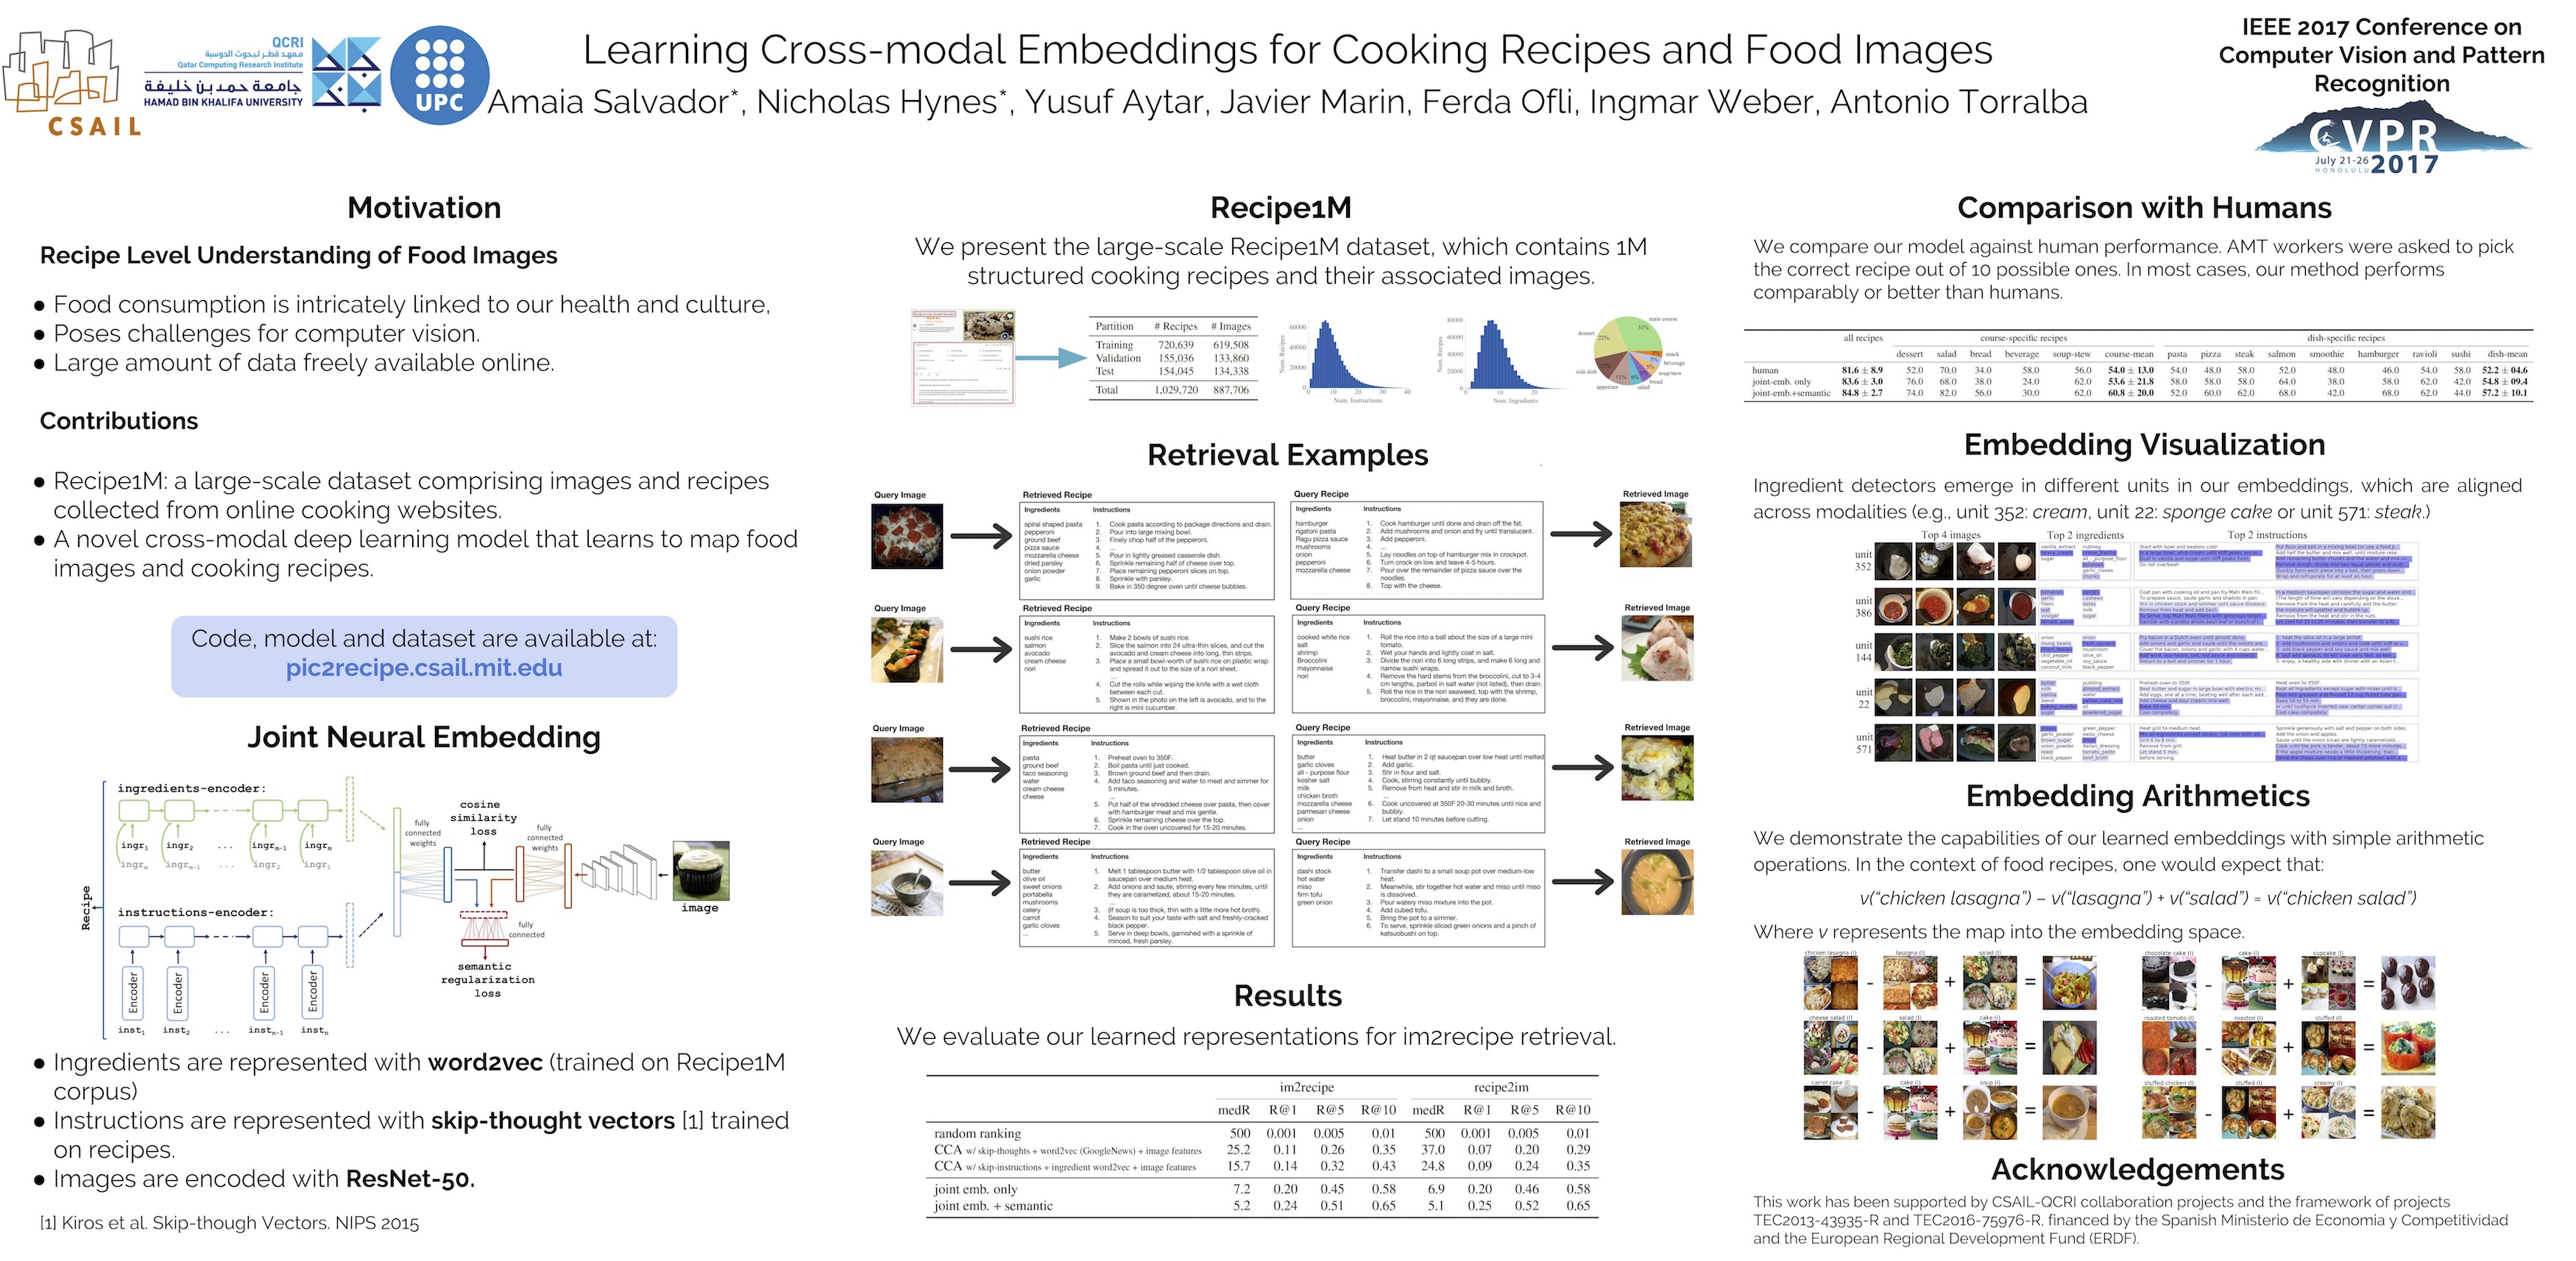 CSAIL
QCRI
معهد قطر لبحوث الحوسبة
Qatar Computing Research Institute
جامعة حمد بن خليفة
HAMAD BIN KHALIFA UNIVERSITY
UPC
Learning Cross-modal Embeddings for Cooking Recipes and Food Images
Amaia Salvador*, Nicholas Hynes*, Yusuf Aytar, Javier Marin, Ferda Ofli, Ingmar Weber, Antonio Torralba
IEEE 2017 Conference on
Computer Vision and Pattern
Recognition
CVPR
July 21-26
HONOLULU
2017
Motivation
Recipe Level Understanding of Food Images
● Food consumption is intricately linked to our health and culture,
● Poses challenges for computer vision.
● Large amount of data freely available online.
Contributions
● Recipe1M: a large-scale dataset comprising images and recipes
collected from online cooking websites.
● A novel cross-modal deep learning model that learns to map food
images and cooking recipes.
Code, model and dataset are available at:
pic2recipe.csail.mit.edu
Joint Neural Embedding
Recipe
ingredients-encoder:
ingr1 ingr2 ... ingrm-1 ingrm
ingrm ingrm-1 ... ingr2 ingr1
instructions-encoder:
Encoder Encoder Encoder Encoder
inst1 inst2 ... instn-1 instn
fully
connected
weights
cosine
similarity
loss
fully
connected
weights
fully
connected
semantic
regularization
loss
image
● Ingredients are represented with word2vec (trained on Recipe1M
corpus)
● Instructions are represented with skip-thought vectors [1] trained
on recipes.
● Images are encoded with ResNet-50.
[1] Kiros et al. Skip-though Vectors. NIPS 2015
Recipe1M
We present the large-scale Recipe1M dataset, which contains 1M
structured cooking recipes and their associated images.
Partition # Recipes # Images
Training 720,639 619,508
Validation 155,036 133,860
Test 154,045 134,338
Total 1,029,720 887,706
Num. Recipes
60000
40000
20000
0
0 10 20 30 40
Num. Instructions
Num. Recipes
80000
60000
40000
20000
0
0 10 20
Num. Ingredients
main course
31%
dessert
22%
side dish
appetizer
11%
salad
bread
soup/stew
beverage
snack
Retrieval Examples
Query Image
Retrieved Recipe
Ingredients
spiral shaped pasta
pepperoni
ground beef
pizza sauce
mozzarella cheese
dried parsley
onion powder
garlic
Instructions
1. Cook pasta according to package directions and drain.
2. Pour into large mixing bowl.
3. Finely chop half of the pepperoni.
4. ...
5. Pour in lightly greased casserole dish.
6. Sprinkle remaining half of cheese over top.
7. Place remaining pepperoni slices on top.
8. Sprinkle with parsley.
9. Bake in 350 degree oven until cheese bubbles.
Query Recipe
Ingredients
hamburger
rigatoni pasta
Ragu pizza sauce
mushrooms
onion
pepperoni
mozzarella cheese
Instructions
1. Cook hamburger until done and drain off the fat.
2. Add mushrooms and onion and fry until translucent.
3. Add pepperoni.
4. ...
5. Lay noodles on top of hamburger mix in crockpot.
6. Turn crock on low and leave 4-5 hours.
7. Pour over the remainder of pizza sauce over the
noodles.
8. Top with the cheese.
Retrieved Image
Query Image
Retrieved Recipe
Ingredients
sushi rice
salmon
avocado
cream cheese
nori
Instructions
1. Make 2 bowls of sushi rice.
2. Slice the salmon into 24 ultra-thin slices, and cut the
avocado and cream cheese into long, thin strips.
3. Place a small bowl-worth of sushi rice on plastic wrap
and spread it out to the size of a nori sheet.
...
4. Cut the rolls while wiping the knife with a wet cloth
between each cut.
5. Shown in the photo on the left is avocado, and to the
right is mini cucumber.
Query Recipe
Ingredients
cooked white rice
salt
shrimp
Broccolini
mayonnaise
nori
Instructions
1. Roll the rice into a ball about the size of a large mini
tomato.
2. Wet your hands and lightly coat in salt.
3. Divide the nori into 6 long strips, and make 6 long and
narrow sushi wraps.
4. Remove the hard stems from the broccolini, cut to 3-4
cm lengths, parboil in salt water (not listed), then drain.
5. Roll the rice in the nori seaweed, top with the shrimp,
broccolini, mayonnaise, and they are done.
Retrieved Image
Query Image
Retrieved Recipe
Ingredients
pasta
ground beef
taco seasoning
water
cream cheese
cheese
Instructions
1. Preheat oven to 350F.
2. Boil pasta until just cooked.
3. Brown ground beef and then drain.
4. Add taco seasoning and water to meat and simmer for
5 minutes.
...
5. Put half of the shredded cheese over pasta, then cover
with hamburger meat and mix gentle.
6. Sprinkle remaining cheese over the top.
7. Cook in the oven uncovered for 15-20 minutes.
Query Recipe
Ingredients
butter
garlic cloves
all - purpose flour
kosher salt
milk
chicken broth
mozzarella cheese
parmesan cheese
onion
...
Instructions
1. Heat butter in 2 qt saucepan over low heat until melted
2. Add garlic.
3. Stir in flour and salt.
4. Cook, stirring constantly until bubbly.
5. Remove from heat and stir in milk and broth.
...
6. Cook uncovered at 350F 20-30 minutes until nice and
bubbly.
7. Let stand 10 minutes before cutting.
Retrieved Image
Query Image
Retrieved Recipe
Ingredients
butter
olive oil
sweet onions
portabella
mushrooms
celery
carrot
garlic cloves
...
Instructions
1. Melt 1 tablespoon butter with 1/2 tablespoon olive oil in
saucepan over medium heat.
2. Add onions and saute, stirring every few minutes, until
they are caramelized, about 15-20 minutes.
...
3. (If soup is too thick, thin with a little more hot broth).
4. Season to suit your taste with salt and freshly-cracked
black pepper.
5. Serve in deep bowls, garnished with a sprinkle of
minced, fresh parsley.
Query Recipe
Ingredients
dashi stock
hot water
miso
firm tofu
green onion
Instructions
1. Transfer dashi to a small soup pot over medium-low
heat.
2. Meanwhile, stir together hot water and miso until miso
is dissolved.
3. Pour watery miso mixture into the pot.
4. Add cubed tofu.
5. Bring the pot to a simmer.
6. To serve, sprinkle sliced green onions and a pinch of
katsuobushi on top.
Retrieved Image
Results
We evaluate our learned representations for im2recipe retrieval.
im2recipe recipe2im
medR R@1 R@5 R@10 medR R@1 R@5 R@10
random ranking 500 0.001 0.005 0.01 500 0.001 0.005 0.01
CCA w/ skip-thoughts + word2vec (GoogleNews) + image features 25.2 0.11 0.26 0.35 37.0 0.07 0.20 0.29
CCA w/ skip-instructions + ingredient word2vec + image features 15.7 0.14 0.32 0.43 24.8 0.09 0.24 0.35
joint emb. only 7.2 0.20 0.45 0.58 6.9 0.20 0.46 0.58
joint emb. + semantic 5.2 0.24 0.51 0.65 5.1 0.25 0.52 0.65
Comparison with Humans
We compare our model against human performance. AMT workers were asked to pick
the correct recipe out of 10 possible ones. In most cases, our method performs
comparably or better than humans.
all recipes course-specific recipes dish-specific recipes
dessert salad bread beverage soup-stew course-mean pasta pizza steak salmon smoothie hamburger ravioli sushi dish-mean
human 81.6 ± 8.9 52.0 70.0 34.0 58.0 56.0 54.0 ± 13.0 54.0 48.0 58.0 52.0 48.0 46.0 54.0 58.0 52.2 ± 04.6
joint-emb. only 83.6 ± 3.0 76.0 68.0 38.0 24.0 62.0 53.6 ± 21.8 58.0 58.0 58.0 64.0 38.0 58.0 62.0 42.0 54.8 ± 09.4
joint-emb.+semantic 84.8 ± 2.7 74.0 82.0 56.0 30.0 62.0 60.8 ± 20.0 52.0 60.0 62.0 68.0 42.0 68.0 62.0 44.0 57.2 ± 10.1
Embedding Visualization
Ingredient detectors emerge in different units in our embeddings, which are aligned
across modalities (e.g., unit 352: cream, unit 22: sponge cake or unit 571: steak.)
Top 4 images Top 2 ingredients Top 2 instructions
unit
352
unit
386
unit
144
unit
22
unit
571
Embedding Arithmetics
We demonstrate the capabilities of our learned embeddings with simple arithmetic
operations. In the context of food recipes, one would expect that:
v(“chicken lasagna”) – v(“lasagna”) + v(“salad”) = v(“chicken salad”)
Where v represents the map into the embedding space.
chicken lasagna (I) - lasagna (I) + salad (I) =
chocolate cake (I) - cake (I) + cupcake (I) =
cheese salad (I) - salad (I) + cake (I) =
roasted tomato (I) - roasted (I) + stuffed (I) =
carrot cake (I) - cake (I) + soup (I) =
stuffed chicken (I) - stuffed (I) + creamy (I) =
Acknowledgements
This work has been supported by CSAIL-QCRI collaboration projects and the framework of projects
TEC2013-43935-R and TEC2016-75976-R, financed by the Spanish Ministerio de Economia y Competitividad
and the European Regional Development Fund (ERDF).